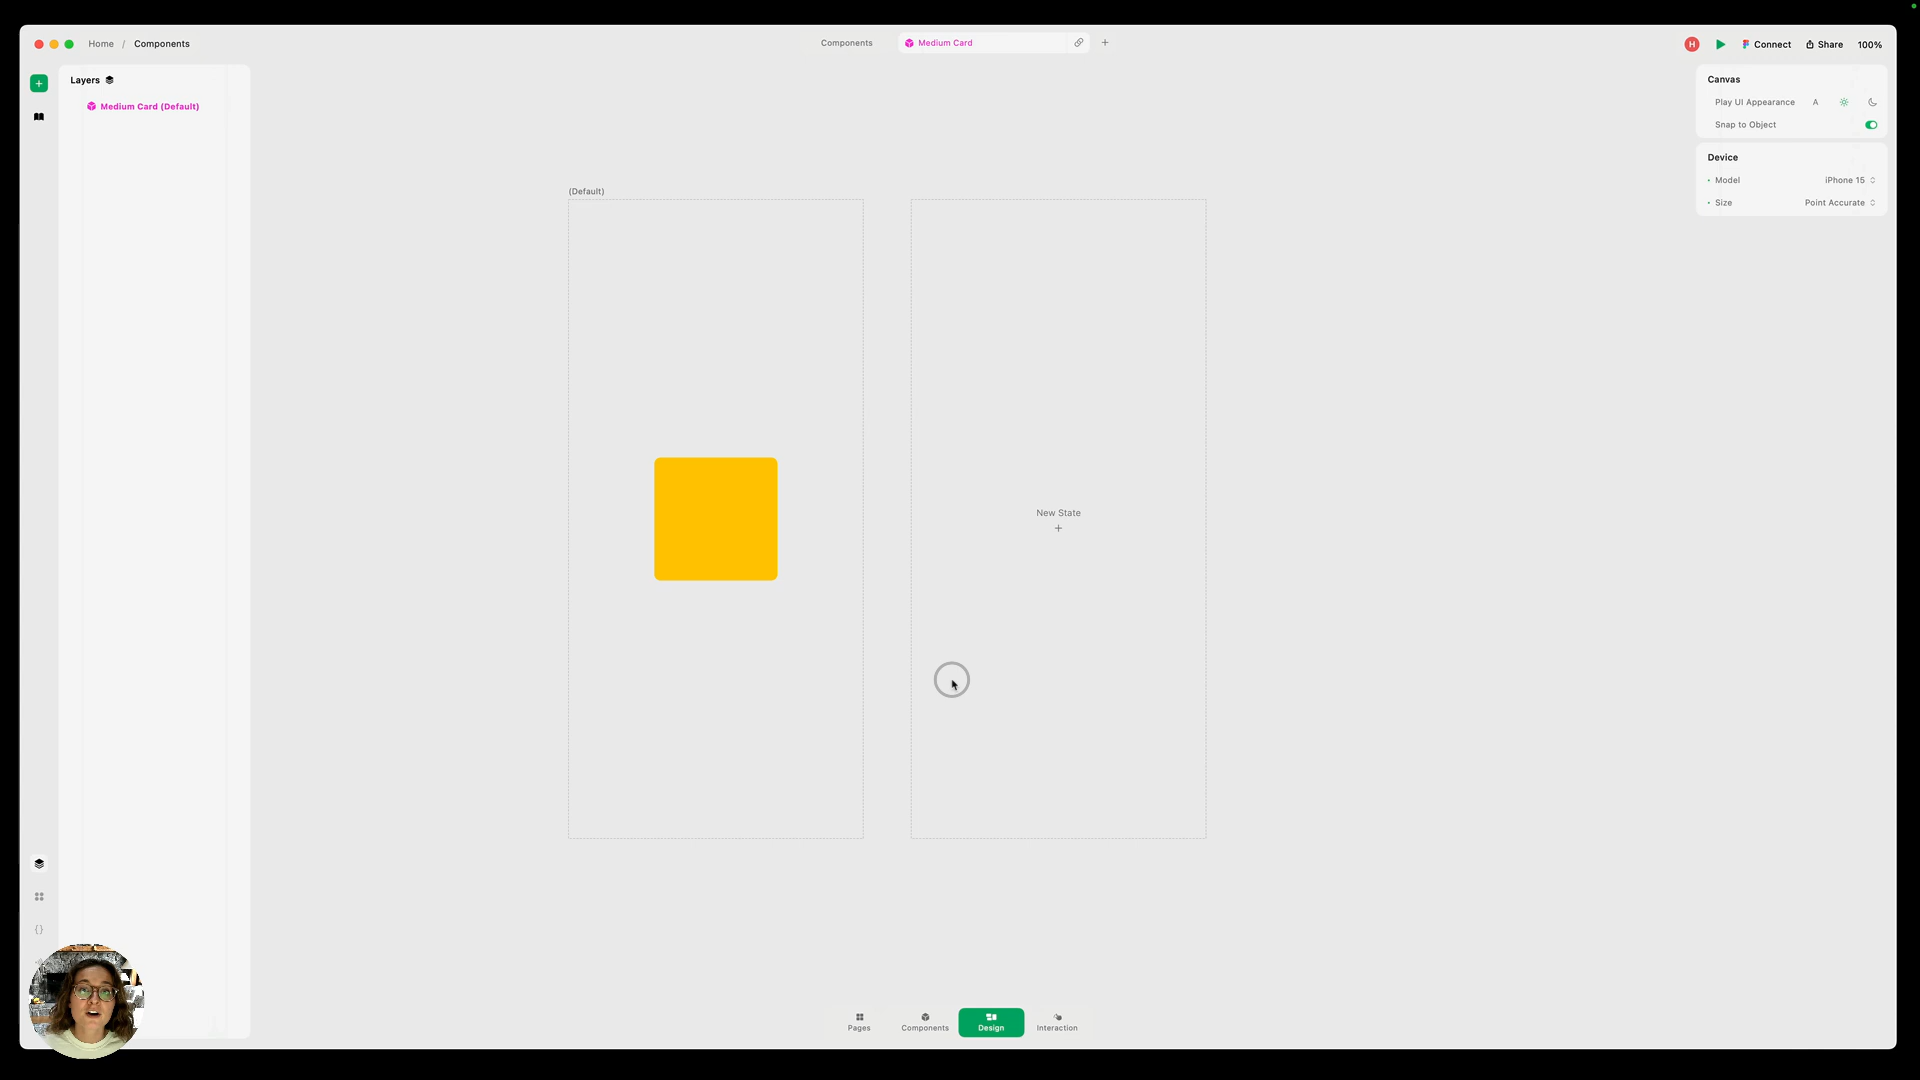 Home / Components
Components
Medium Card
H
Connect
Share
100%
Layers
Medium Card (Default)
Canvas
Play UI Appearance A
Snap to Object
Device
Model iPhone 15
Size Point Accurate
(Default)
New State
+
{}
Pages
Components
Design
Interaction